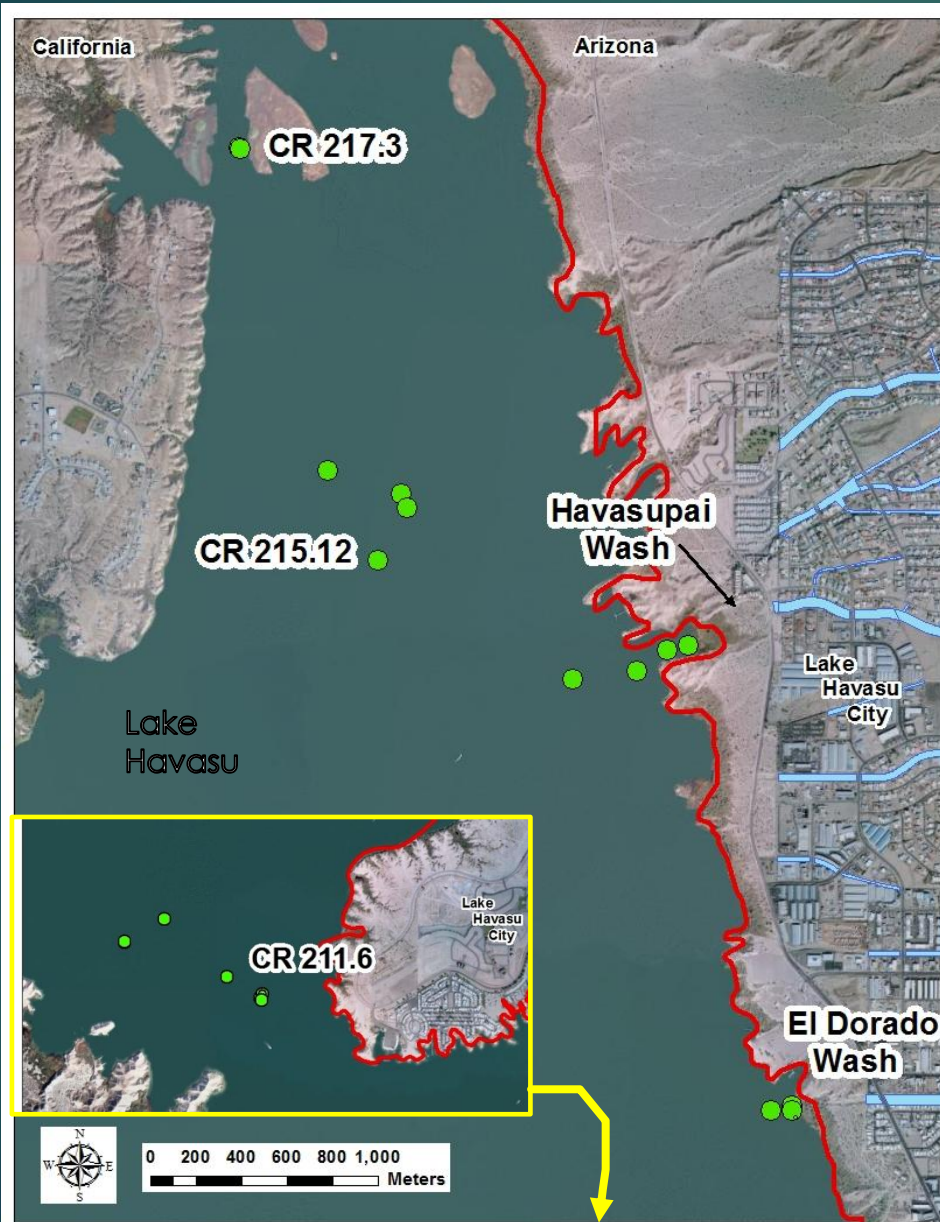 California
Arizona
CR 217.3
Havasupai
Wash
CR 215.12
Lake
Havasu
City
Lake
Havasu
Lake
Havasu
City
CR 211.6
El Dorado
Wash
N
W E
S
0 200 400 600 800 1,000
Meters